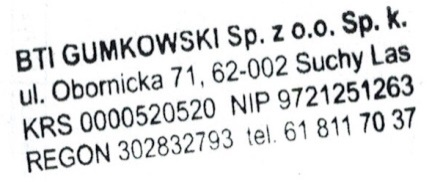 BTI GUMKOWSKI Sp. z o.o. Sp. k.
ul. Obornicka 71, 62-002 Suchy Las
KRS 0000520520 NIP 9721251263
REGON 302832793 tel. 61 811 70 37